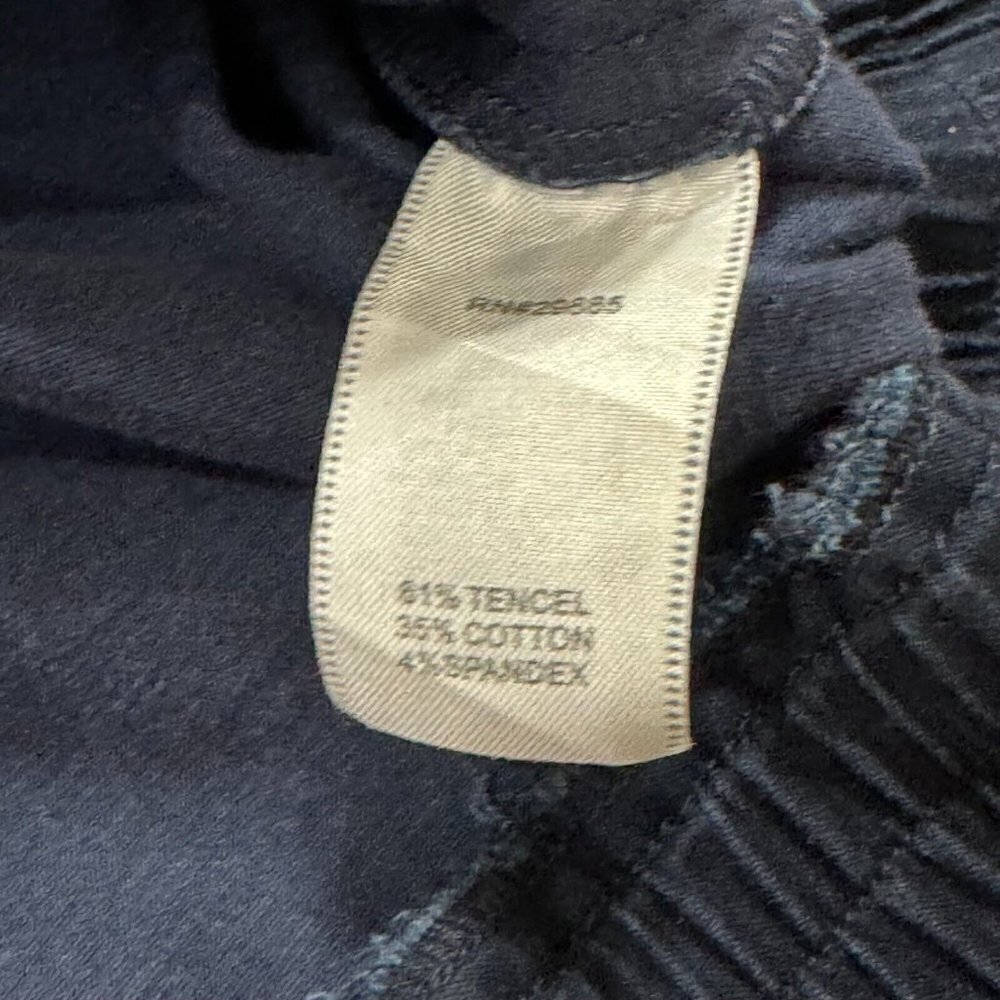 61% TENCEL
35% COTTON
4% SPANDEX